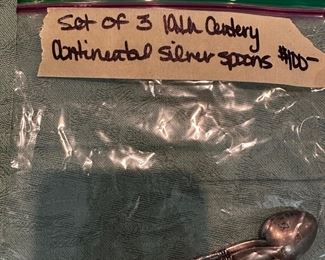 Set of 3 19th Century
Continental silver spoons $100-